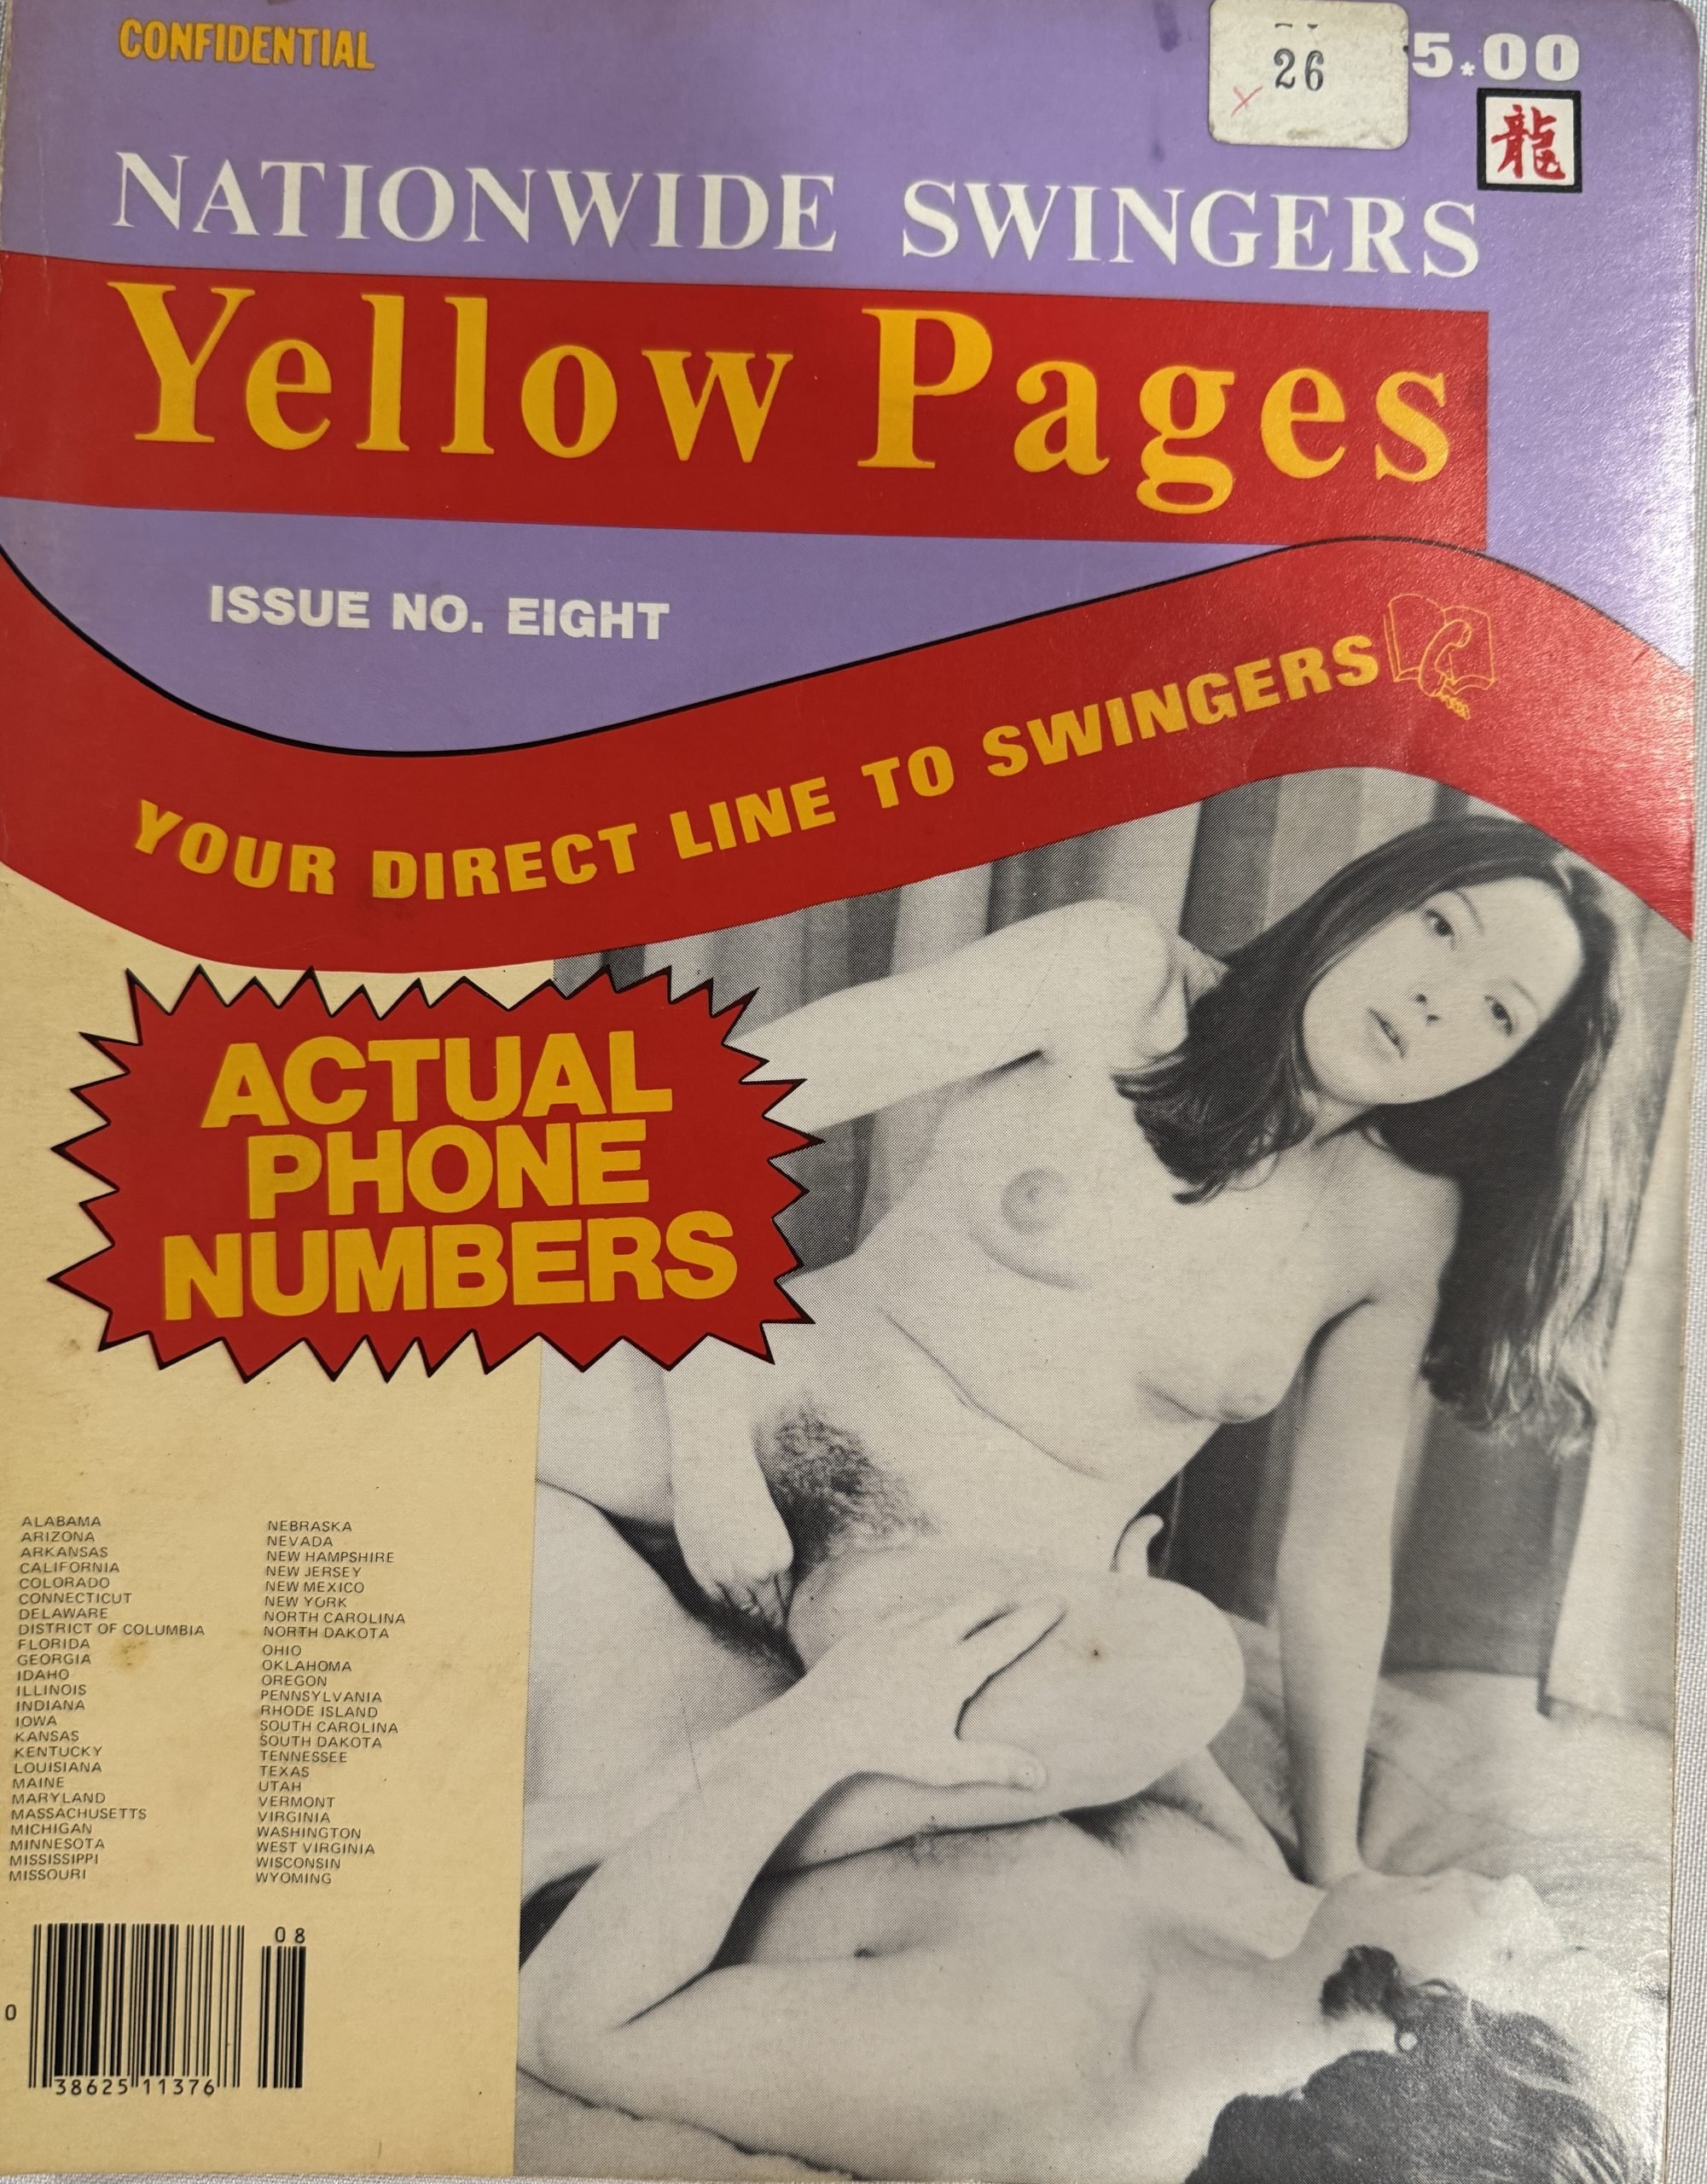 CONFIDENTIAL
26
5.00
龍
NATIONWIDE SWINGERS
Yellow Pages
ISSUE NO. EIGHT
YOUR DIRECT LINE TO SWINGERS
ACTUAL
PHONE
NUMBERS
ALABAMA
ARIZONA
ARKANSAS
CALIFORNIA
COLORADO
CONNECTICUT
DELAWARE
DISTRICT OF COLUMBIA
FLORIDA
GEORGIA
IDAHO
ILLINOIS
INDIANA
IOWA
KANSAS
KENTUCKY
LOUISIANA
MAINE
MARYLAND
MASSACHUSETTS
MICHIGAN
MINNESOTA
MISSISSIPPI
MISSOURI
NEBRASKA
NEVADA
NEW HAMPSHIRE
NEW JERSEY
NEW MEXICO
NEW YORK
NORTH CAROLINA
NORTH DAKOTA
OHIO
OKLAHOMA
OREGON
PENNSYLVANIA
RHODE ISLAND
SOUTH CAROLINA
SOUTH DAKOTA
TENNESSEE
TEXAS
UTAH
VERMONT
VIRGINIA
WASHINGTON
WEST VIRGINIA
WISCONSIN
WYOMING
08
0
38625 11376